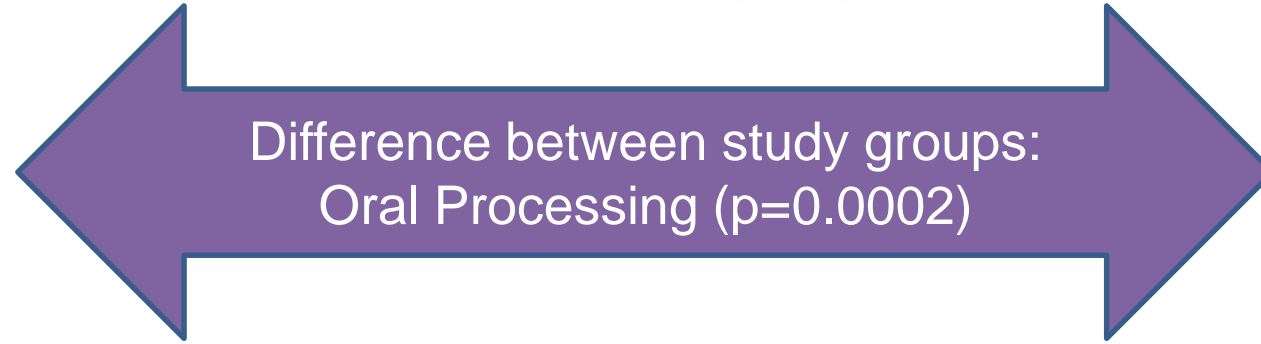 Difference between study groups:
Oral Processing (p=0.0002)